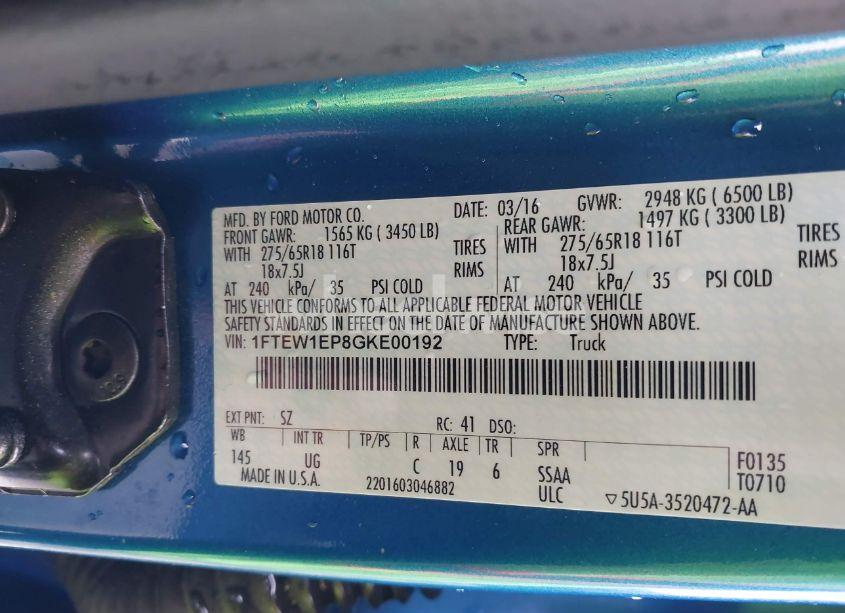 MFD. BY FORD MOTOR CO. DATE: 03/16 GVWR: 2948 KG ( 6500 LB)
FRONT GAWR: 1565 KG ( 3450 LB) REAR GAWR: 1497 KG ( 3300 LB)
WITH 275/65R18 116T TIRES WITH 275/65R18 116T TIRES
18x7.5J RIMS 18x7.5J RIMS
AT 240 kPa/ 35 PSI COLD AT 240 kPa/ 35 PSI COLD
THIS VEHICLE CONFORMS TO ALL APPLICABLE FEDERAL MOTOR VEHICLE
SAFETY STANDARDS IN EFFECT ON THE DATE OF MANUFACTURE SHOWN ABOVE.
VIN: 1FTEW1EP8GKE00192 TYPE: Truck
EXT PNT: SZ RC: 41 DSO:
WB INT TR TP/PS R AXLE TR SPR
145 UG C 19 6 SSAA F0135
MADE IN U.S.A. 2201603046882 ULC T0710
▽5U5A-3520472-AA